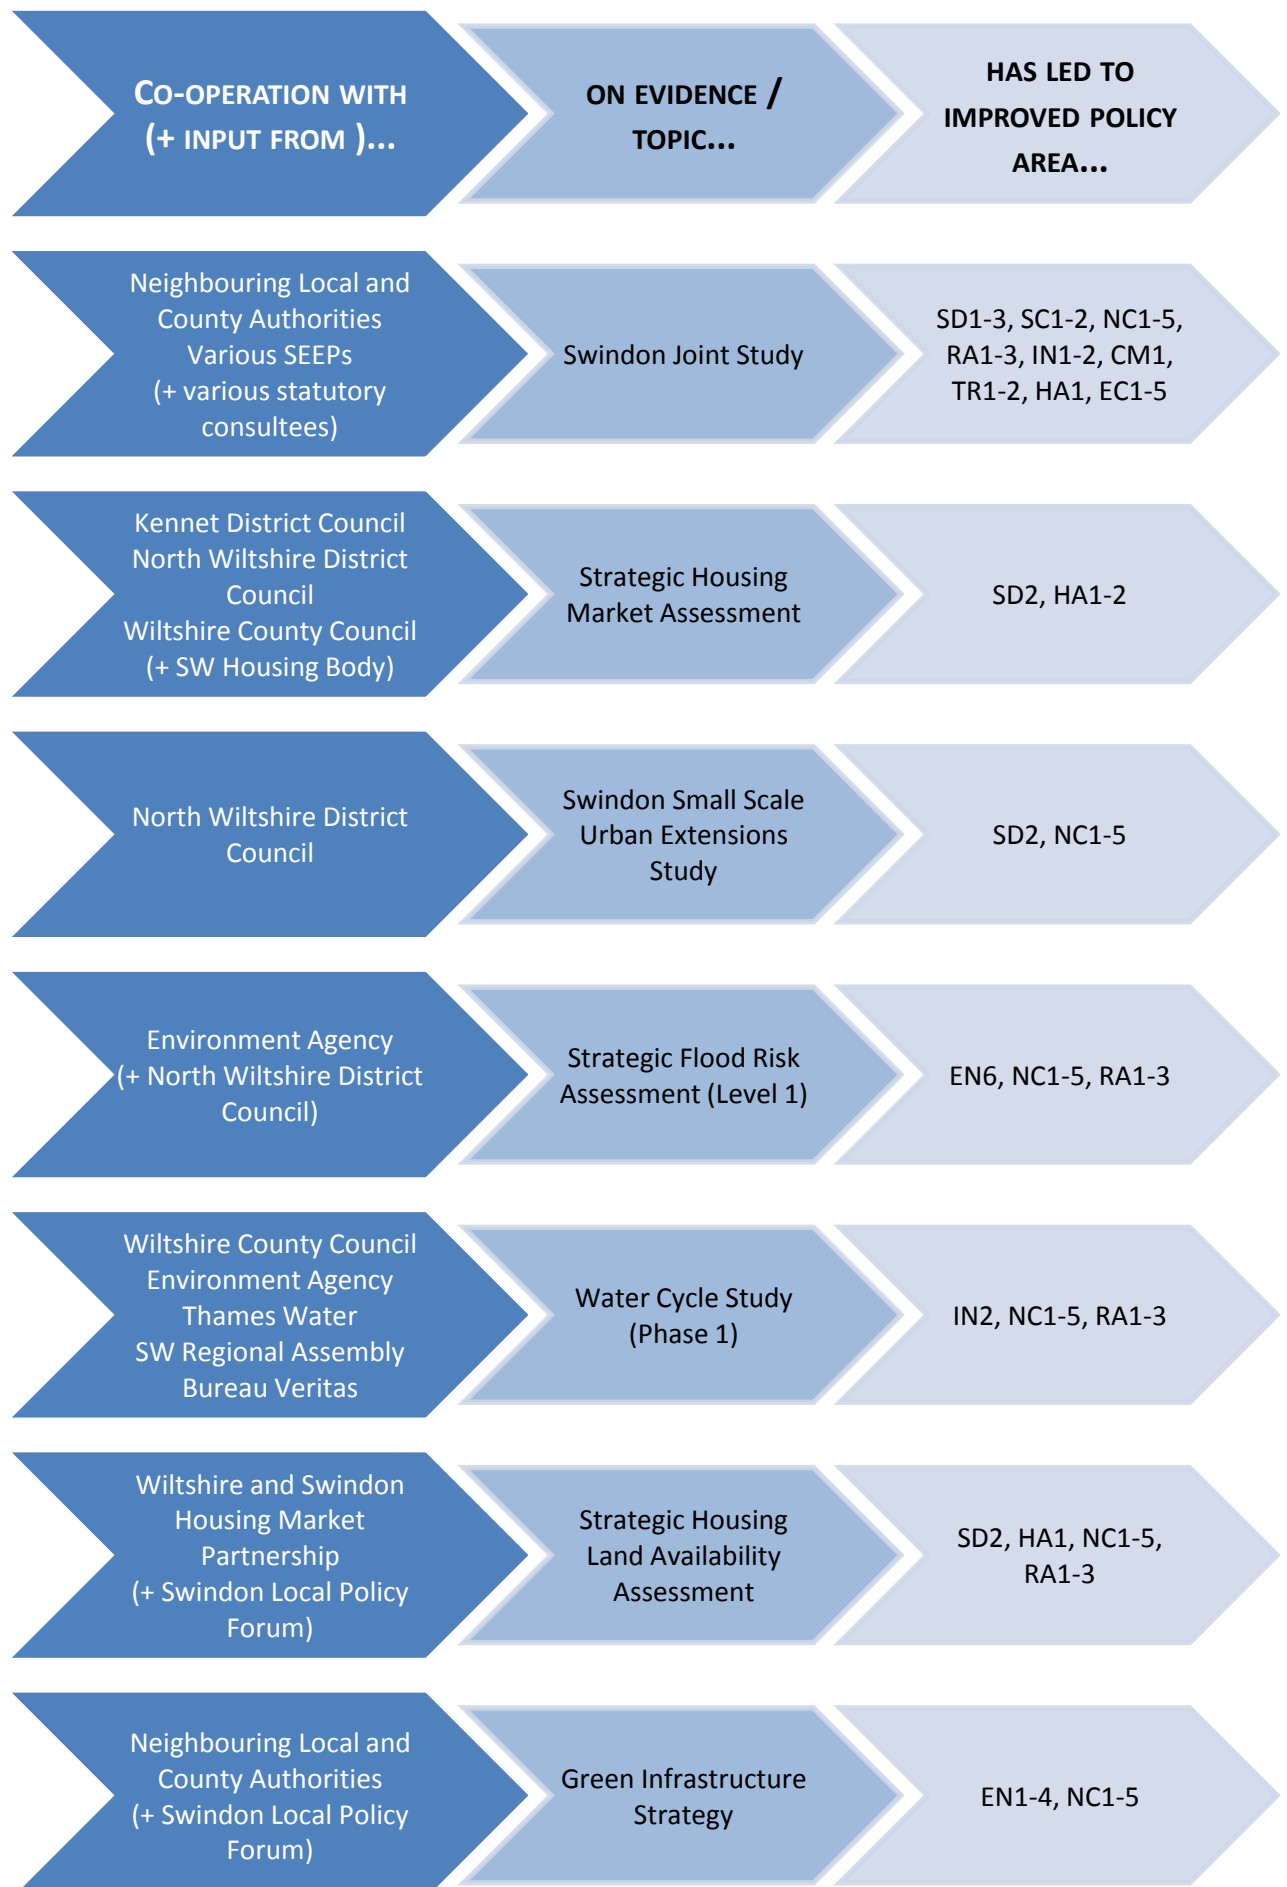 CO-OPERATION WITH
(+ INPUT FROM )...
ON EVIDENCE /
TOPIC...
HAS LED TO
IMPROVED POLICY
AREA...
Neighbouring Local and
County Authorities
Various SEEPs
(+ various statutory
consultees)
Swindon Joint Study
SD1-3, SC1-2, NC1-5,
RA1-3, IN1-2, CM1,
TR1-2, HA1, EC1-5
Kennet District Council
North Wiltshire District
Council
Wiltshire County Council
(+ SW Housing Body)
Strategic Housing
Market Assessment
SD2, HA1-2
North Wiltshire District
Council
Swindon Small Scale
Urban Extensions
Study
SD2, NC1-5
Environment Agency
(+ North Wiltshire District
Council)
Strategic Flood Risk
Assessment (Level 1)
EN6, NC1-5, RA1-3
Wiltshire County Council
Environment Agency
Thames Water
SW Regional Assembly
Bureau Veritas
Water Cycle Study
(Phase 1)
IN2, NC1-5, RA1-3
Wiltshire and Swindon
Housing Market
Partnership
(+ Swindon Local Policy
Forum)
Strategic Housing
Land Availability
Assessment
SD2, HA1, NC1-5,
RA1-3
Neighbouring Local and
County Authorities
(+ Swindon Local Policy
Forum)
Green Infrastructure
Strategy
EN1-4, NC1-5